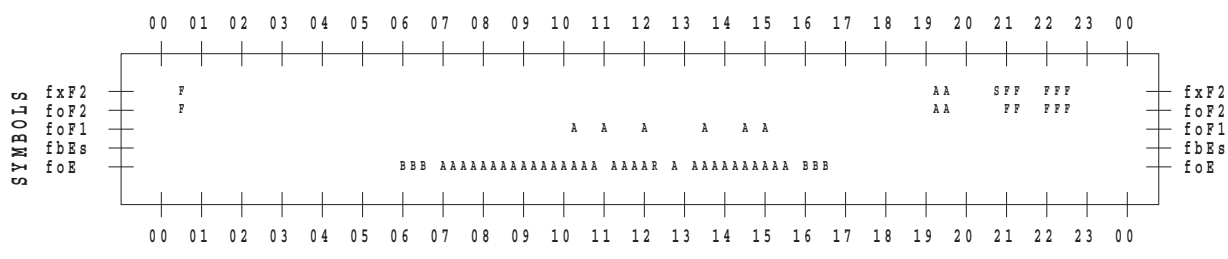 00 01 02 03 04 05 06 07 08 09 10 11 12 13 14 15 16 17 18 19 20 21 22 23 00
SYMBOLS
fxF2 F AA SFF FFF fxF2
foF2 F AA FF FFF foF2
foF1 A A A A A A foF1
fbEs fbEs
foE BBB AAAAAAAAAAAAAAAA AAAAR A AAAAAAAAAA BBB foE
00 01 02 03 04 05 06 07 08 09 10 11 12 13 14 15 16 17 18 19 20 21 22 23 00